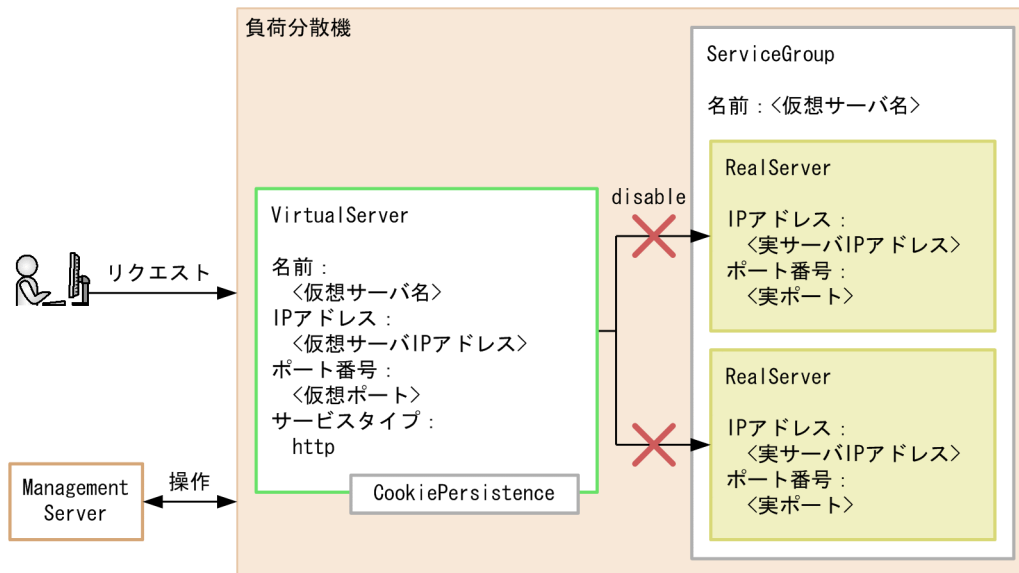 負荷分散機
ServiceGroup
名前：<仮想サーバ名>
RealServer
IPアドレス：
<実サーバIPアドレス>
ポート番号：
<実ポート>
RealServer
IPアドレス：
<実サーバIPアドレス>
ポート番号：
<実ポート>
disable
VirtualServer
名前：
<仮想サーバ名>
IPアドレス：
<仮想サーバIPアドレス>
ポート番号：
<仮想ポート>
サービスタイプ：
http
CookiePersistence
リクエスト
Management
Server
操作